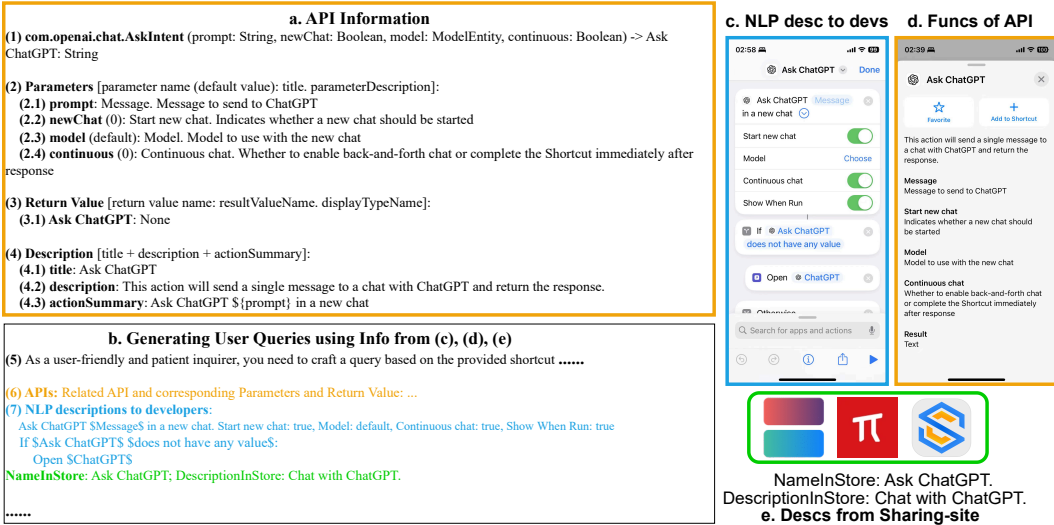 a. API Information
(1) com.openai.chat.AskIntent (prompt: String, newChat: Boolean, model: ModelEntity, continuous: Boolean) -> Ask
ChatGPT: String
(2) Parameters [parameter name (default value): title. parameterDescription]:
(2.1) prompt: Message. Message to send to ChatGPT
(2.2) newChat (0): Start new chat. Indicates whether a new chat should be started
(2.3) model (default): Model. Model to use with the new chat
(2.4) continuous (0): Continuous chat. Whether to enable back-and-forth chat or complete the Shortcut immediately after
response
(3) Return Value [return value name: resultValueName. displayTypeName]:
(3.1) Ask ChatGPT: None
(4) Description [title + description + actionSummary]:
(4.1) title: Ask ChatGPT
(4.2) description: This action will send a single message to a chat with ChatGPT and return the response.
(4.3) actionSummary: Ask ChatGPT ${prompt} in a new chat
b. Generating User Queries using Info from (c), (d), (e)
(5) As a user-friendly and patient inquirer, you need to craft a query based on the provided shortcut ......
(6) APIs: Related API and corresponding Parameters and Return Value: ...
(7) NLP descriptions to developers:
Ask ChatGPT $Message$ in a new chat. Start new chat: true, Model: default, Continuous chat: true, Show When Run: true
If $Ask ChatGPT$ $does not have any value$:
Open $ChatGPT$
NameInStore: Ask ChatGPT; DescriptionInStore: Chat with ChatGPT.
......
c. NLP desc to devs
02:58
Ask ChatGPT
Done
Ask ChatGPT Message
in a new chat
Start new chat
Model Choose
Continuous chat
Show When Run
If Ask ChatGPT
does not have any value
Open ChatGPT
Otherwise
Search for apps and actions
d. Funcs of API
02:39
Ask ChatGPT
Favorite
Add to Shortcut
This action will send a single message to
a chat with ChatGPT and return the
response.
Message
Message to send to ChatGPT
Start new chat
Indicates whether a new chat should
be started
Model
Model to use with the new chat
Continuous chat
Whether to enable back-and-forth chat
or complete the Shortcut immediately
after response
Result
Text
π
NameInStore: Ask ChatGPT.
DescriptionInStore: Chat with ChatGPT.
e. Descs from Sharing-site